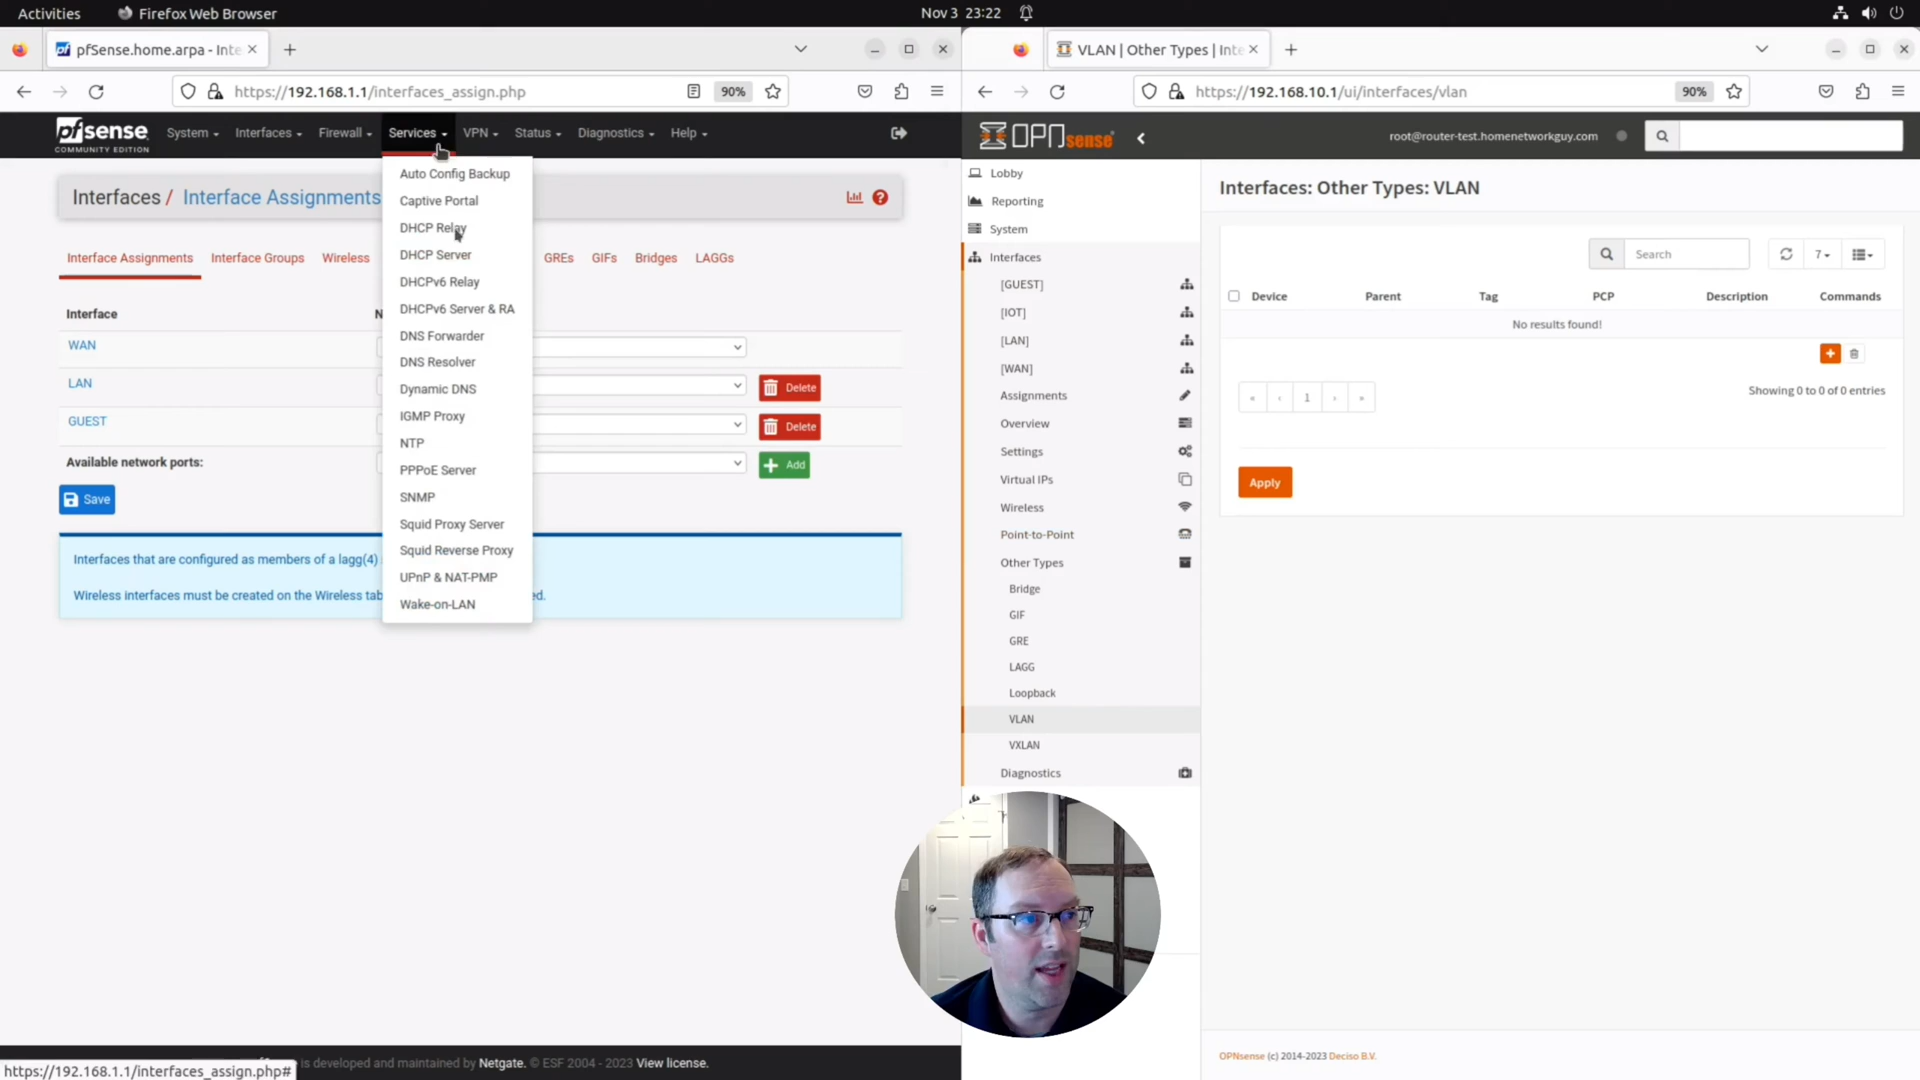 Activities
Firefox Web Browser
Nov 3 23:22
pfSense.home.arpa - Inte
https://192.168.1.1/interfaces_assign.php
90%
pfsense
COMMUNITY EDITION
System
Interfaces
Firewall
Services
VPN
Status
Diagnostics
Help
Interfaces / Interface Assignments
Interface Assignments
Interface Groups
Wireless
GREs
GIFs
Bridges
LAGGs
Interface
WAN
LAN
Delete
GUEST
Delete
Available network ports:
Add
Save
Interfaces that are configured as members of a lagg(4)
Wireless interfaces must be created on the Wireless tab
ed.
Auto Config Backup
Captive Portal
DHCP Relay
DHCP Server
DHCPv6 Relay
DHCPv6 Server & RA
DNS Forwarder
DNS Resolver
Dynamic DNS
IGMP Proxy
NTP
PPPoE Server
SNMP
Squid Proxy Server
Squid Reverse Proxy
UPnP & NAT-PMP
Wake-on-LAN
is developed and maintained by Netgate. © ESF 2004 - 2023 View license.
https://192.168.1.1/interfaces_assign.php#
VLAN | Other Types | Inte
https://192.168.10.1/ui/interfaces/vlan
90%
OPNsense
root@router-test.homenetworkguy.com
Lobby
Reporting
System
Interfaces
[GUEST]
[IOT]
[LAN]
[WAN]
Assignments
Overview
Settings
Virtual IPs
Wireless
Point-to-Point
Other Types
Bridge
GIF
GRE
LAGG
Loopback
VLAN
VXLAN
Diagnostics
Interfaces: Other Types: VLAN
Search
7
Device
Parent
Tag
PCP
Description
Commands
No results found!
« ‹ 1 › »
Showing 0 to 0 of 0 entries
Apply
OPNsense (c) 2014-2023 Deciso B.V.